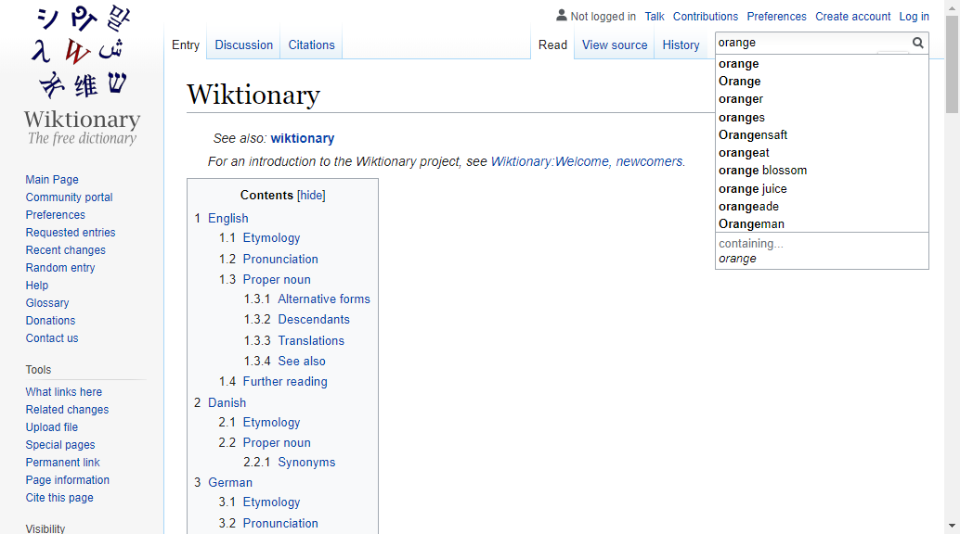 シ ض 말
λ W ش
维 ש
Wiktionary
The free dictionary
Not logged in Talk Contributions Preferences Create account Log in
Entry Discussion Citations Read View source History
orange
orange
Orange
oranger
oranges
Orangensaft
orangeat
orange blossom
orange juice
orangeade
Orangeman
containing...
orange
Wiktionary
See also: wiktionary
For an introduction to the Wiktionary project, see Wiktionary:Welcome, newcomers.
Contents [hide]
1 English
1.1 Etymology
1.2 Pronunciation
1.3 Proper noun
1.3.1 Alternative forms
1.3.2 Descendants
1.3.3 Translations
1.3.4 See also
1.4 Further reading
2 Danish
2.1 Etymology
2.2 Proper noun
2.2.1 Synonyms
3 German
3.1 Etymology
3.2 Pronunciation
Main Page
Community portal
Preferences
Requested entries
Recent changes
Random entry
Help
Glossary
Donations
Contact us
Tools
What links here
Related changes
Upload file
Special pages
Permanent link
Page information
Cite this page
Visibility